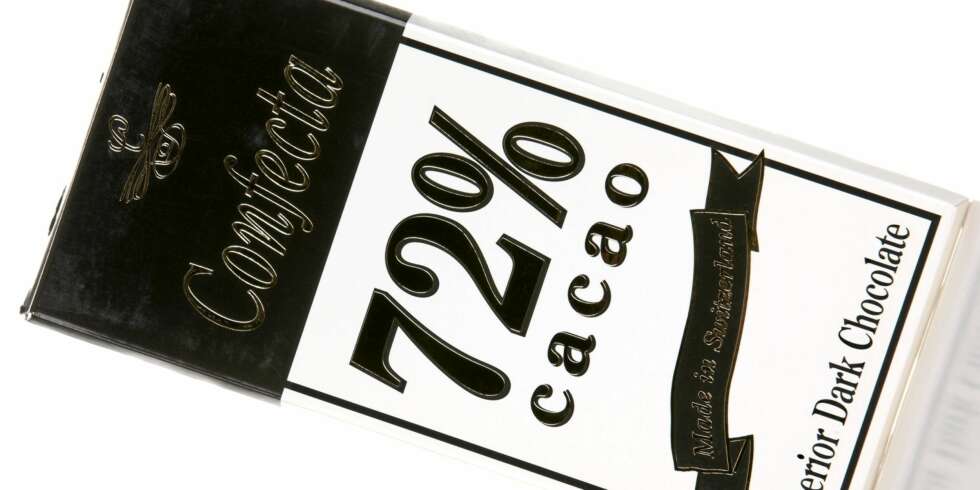 Confecta
72%
cacao
Made in Switzerland
erior Dark Chocolate